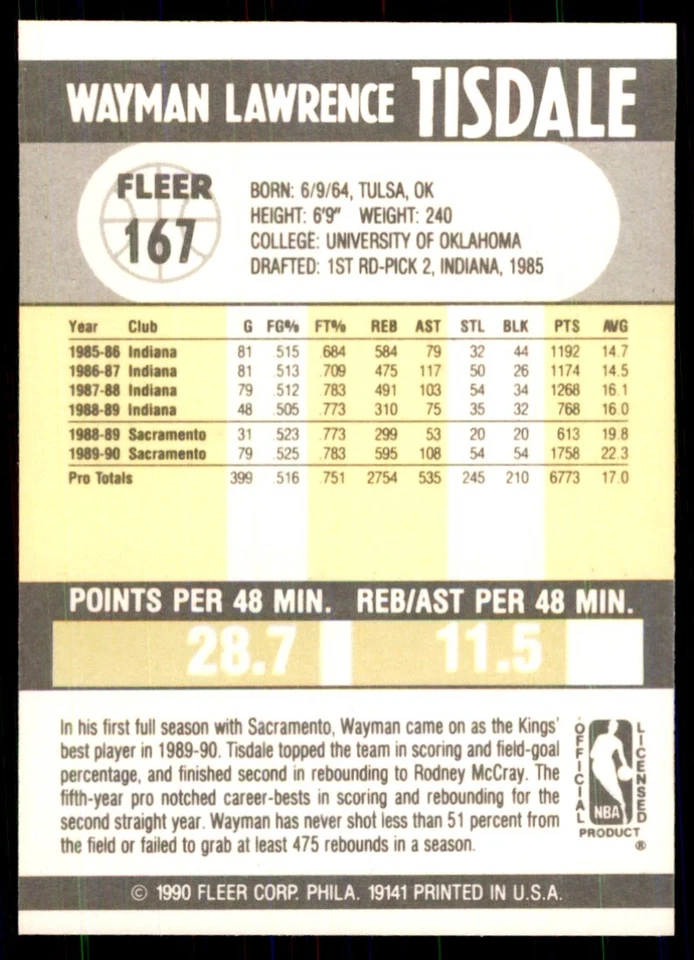 WAYMAN LAWRENCE TISDALE
FLEER
167
BORN: 6/9/64, TULSA, OK
HEIGHT: 6'9" WEIGHT: 240
COLLEGE: UNIVERSITY OF OKLAHOMA
DRAFTED: 1ST RD-PICK 2, INDIANA, 1985
Year Club G FG% FT% REB AST STL BLK PTS AVG
1985-86 Indiana 81 .515 .684 584 79 32 44 1192 14.7
1986-87 Indiana 81 .513 .709 475 117 50 26 1174 14.5
1987-88 Indiana 79 .512 .783 491 103 54 34 1268 16.1
1988-89 Indiana 48 .505 .773 310 75 35 32 768 16.0
1988-89 Sacramento 31 .523 .773 299 53 20 20 613 19.8
1989-90 Sacramento 79 .525 .783 595 108 54 54 1758 22.3
Pro Totals 399 .516 .751 2754 535 245 210 6773 17.0
POINTS PER 48 MIN. REB/AST PER 48 MIN.
28.7 11.5
In his first full season with Sacramento, Wayman came on as the Kings'
best player in 1989-90. Tisdale topped the team in scoring and field-goal
percentage, and finished second in rebounding to Rodney McCray. The
fifth-year pro notched career-bests in scoring and rebounding for the
second straight year. Wayman has never shot less than 51 percent from
the field or failed to grab at least 475 rebounds in a season.
OFFICIAL
LICENSED
NBA
PRODUCT
®
© 1990 FLEER CORP. PHILA. 19141 PRINTED IN U.S.A.